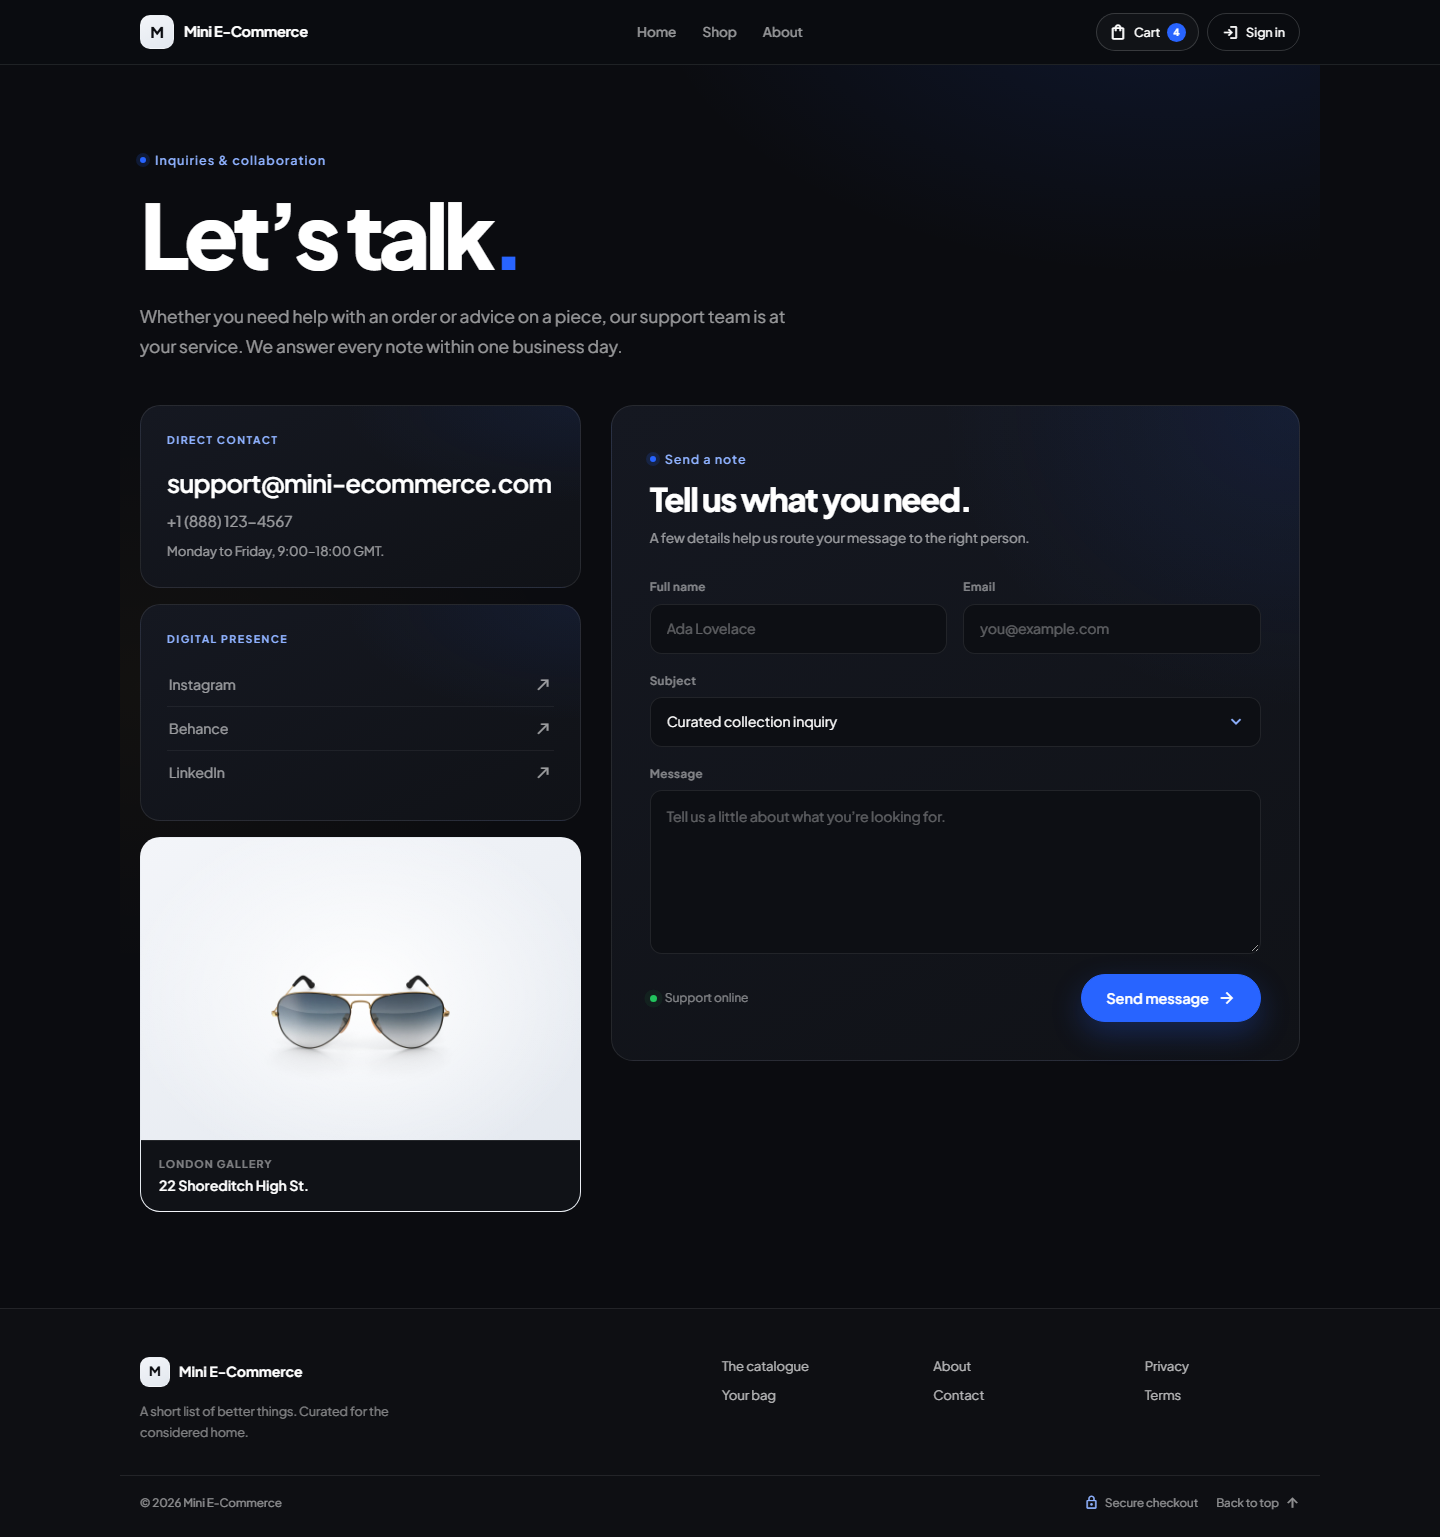 M Mini E-Commerce
Home Shop About
Cart 4 Sign in
Inquiries & collaboration
Let’s talk.
Whether you need help with an order or advice on a piece, our support team is at
your service. We answer every note within one business day.
DIRECT CONTACT
support@mini-ecommerce.com
+1 (888) 123-4567
Monday to Friday, 9:00–18:00 GMT.
DIGITAL PRESENCE
Instagram
Behance
LinkedIn
LONDON GALLERY
22 Shoreditch High St.
Send a note
Tell us what you need.
A few details help us route your message to the right person.
Full name Email
Ada Lovelace you@example.com
Subject
Curated collection inquiry
Message
Tell us a little about what you're looking for.
Support online Send message
M Mini E-Commerce
A short list of better things. Curated for the
considered home.
The catalogue About Privacy
Your bag Contact Terms
© 2026 Mini E-Commerce Secure checkout Back to top